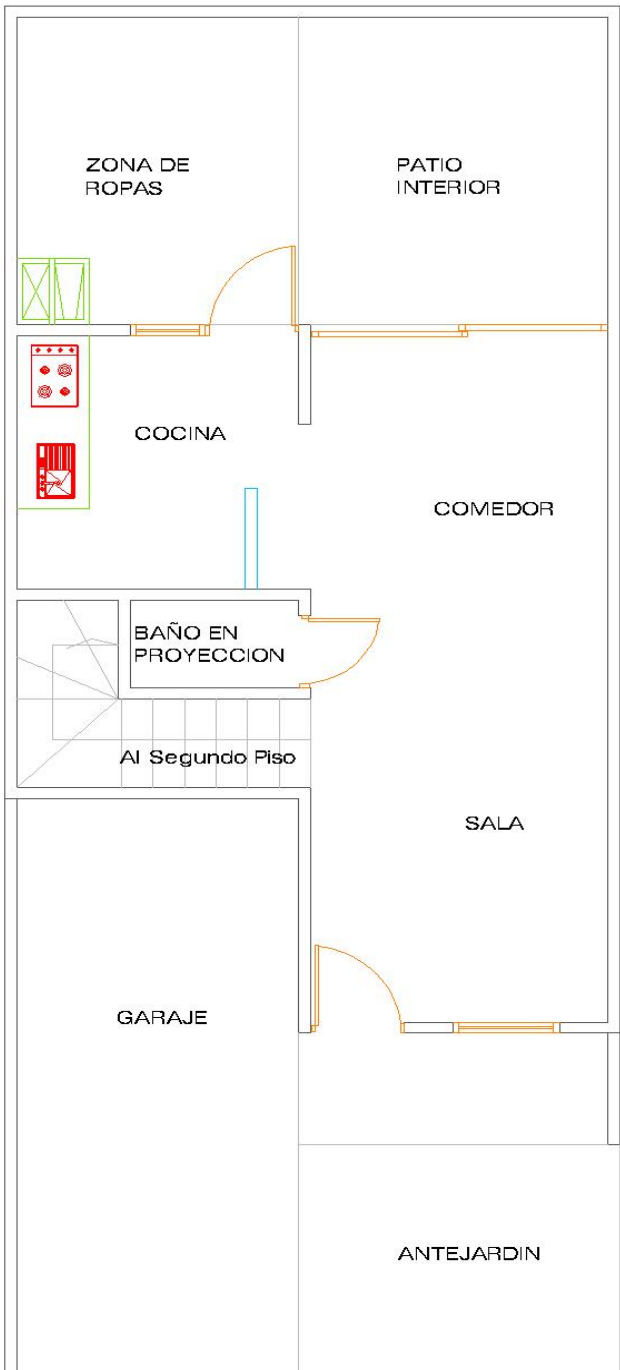 ZONA DE
ROPAS
PATIO
INTERIOR
COCINA
COMEDOR
BAÑO EN
PROYECCION
Al Segundo Piso
SALA
GARAJE
ANTEJARDIN